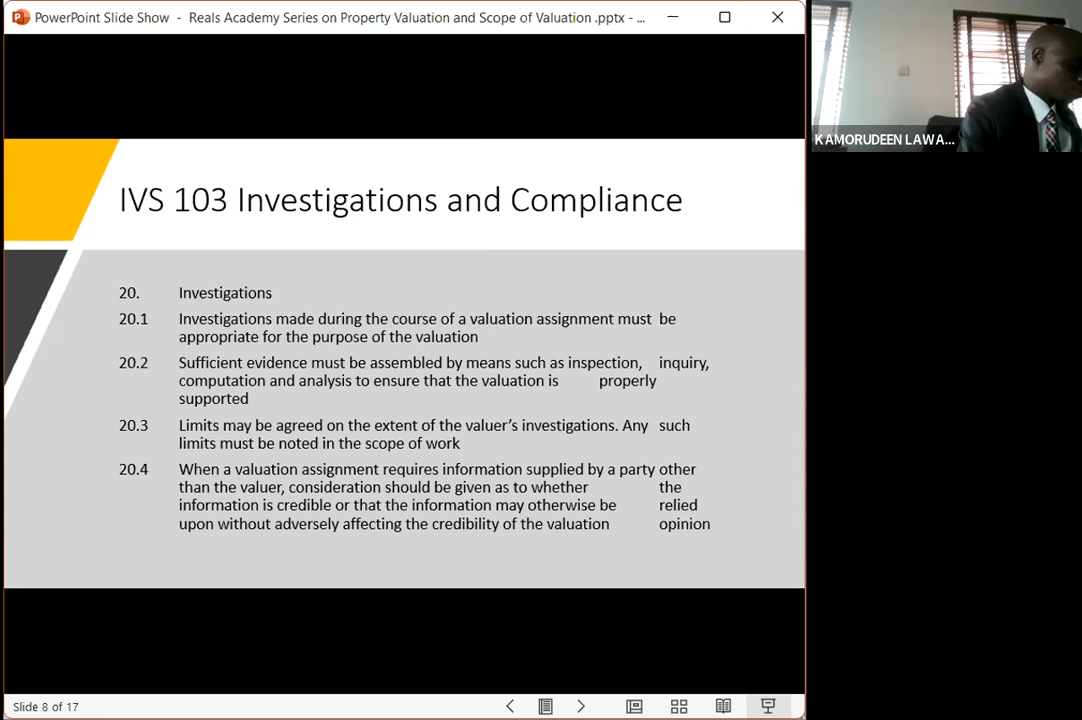 PowerPoint Slide Show - Reals Academy Series on Property Valuation and Scope of Valuation .pptx - ...
KAMORUDEEN LAWA...
IVS 103 Investigations and Compliance
20. Investigations
20.1 Investigations made during the course of a valuation assignment must be
appropriate for the purpose of the valuation
20.2 Sufficient evidence must be assembled by means such as inspection, inquiry,
computation and analysis to ensure that the valuation is properly
supported
20.3 Limits may be agreed on the extent of the valuer's investigations. Any such
limits must be noted in the scope of work
20.4 When a valuation assignment requires information supplied by a party other
than the valuer, consideration should be given as to whether the
information is credible or that the information may otherwise be relied
upon without adversely affecting the credibility of the valuation opinion
Slide 8 of 17